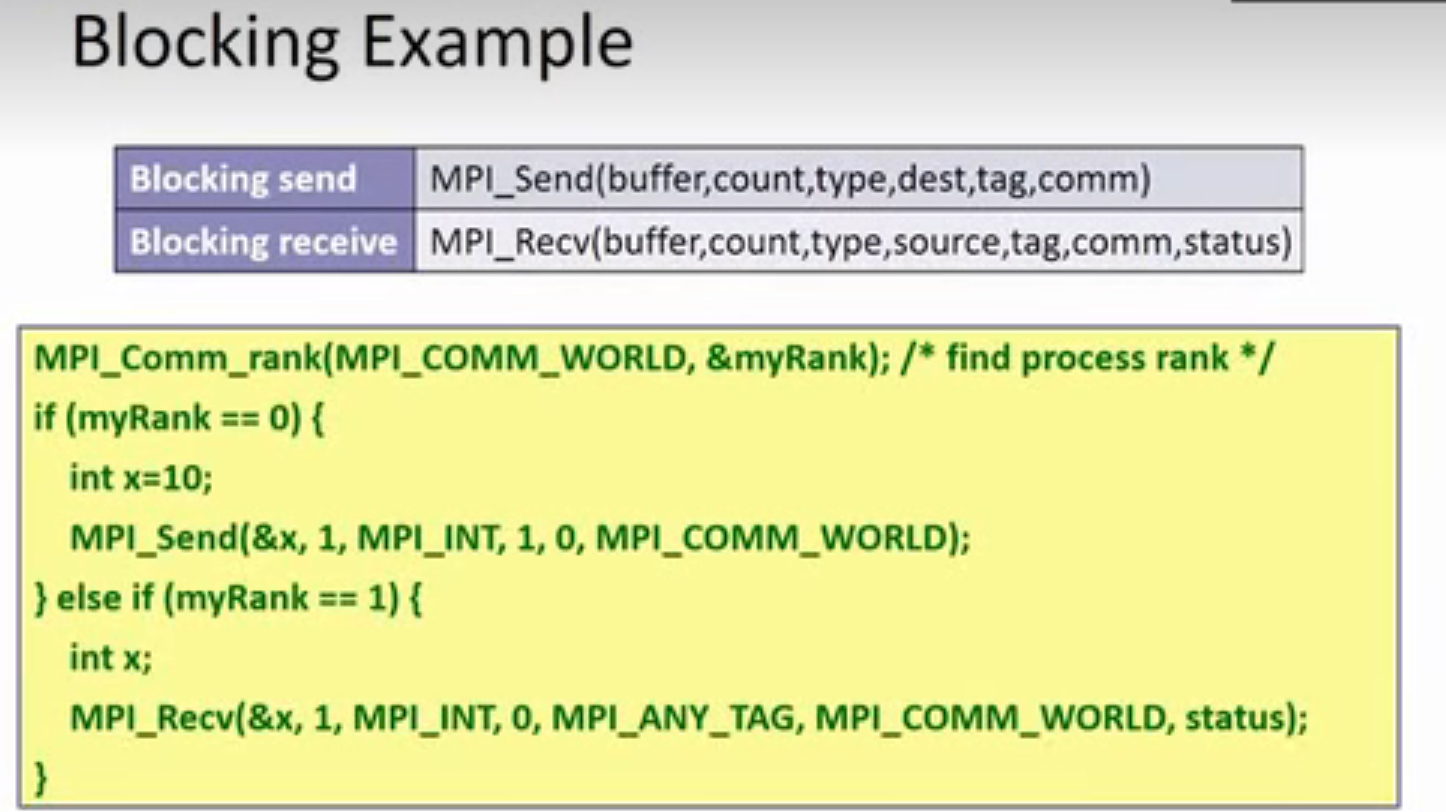 Blocking Example
Blocking send MPI_Send(buffer,count,type,dest,tag,comm)
Blocking receive MPI_Recv(buffer,count,type,source,tag,comm,status)
MPI_Comm_rank(MPI_COMM_WORLD, &myRank); /* find process rank */
if (myRank == 0) {
int x=10;
MPI_Send(&x, 1, MPI_INT, 1, 0, MPI_COMM_WORLD);
} else if (myRank == 1) {
int x;
MPI_Recv(&x, 1, MPI_INT, 0, MPI_ANY_TAG, MPI_COMM_WORLD, status);
}